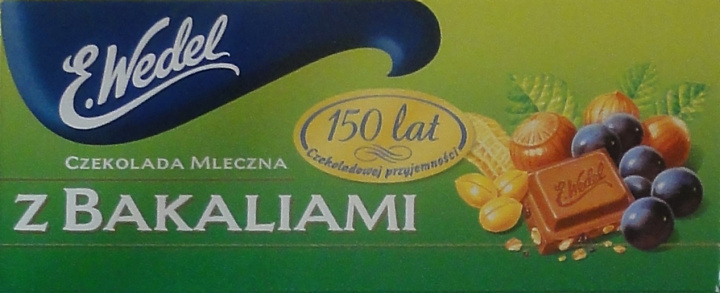 E. Wedel
150 lat
Czekoladowej przyjemności
CZEKOLADA MLECZNA
Z BAKALIAMI
E. Wedel